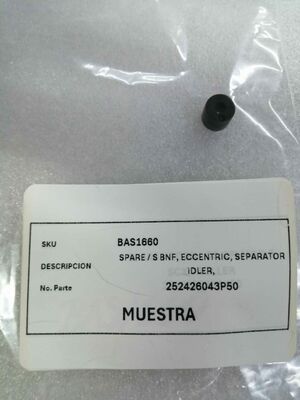 SKU BAS1660
DESCRIPCION SPARE / S BNF, ECCENTRIC, SEPARATOR
IDLER,
No. Parte 252426043P50
MUESTRA